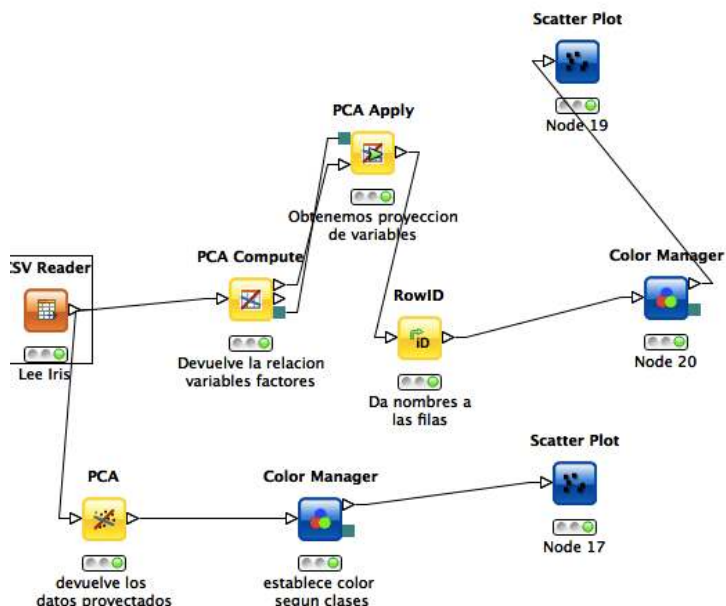 Scatter Plot
Node 19
PCA Apply
Obtenemos proyeccion
de variables
CSV Reader
Lee Iris
PCA Compute
Devuelve la relacion
variables factores
RowID
ID
Da nombres a
las filas
Color Manager
Node 20
PCA
devuelve los
datos proyectados
Color Manager
establece color
segun clases
Scatter Plot
Node 17